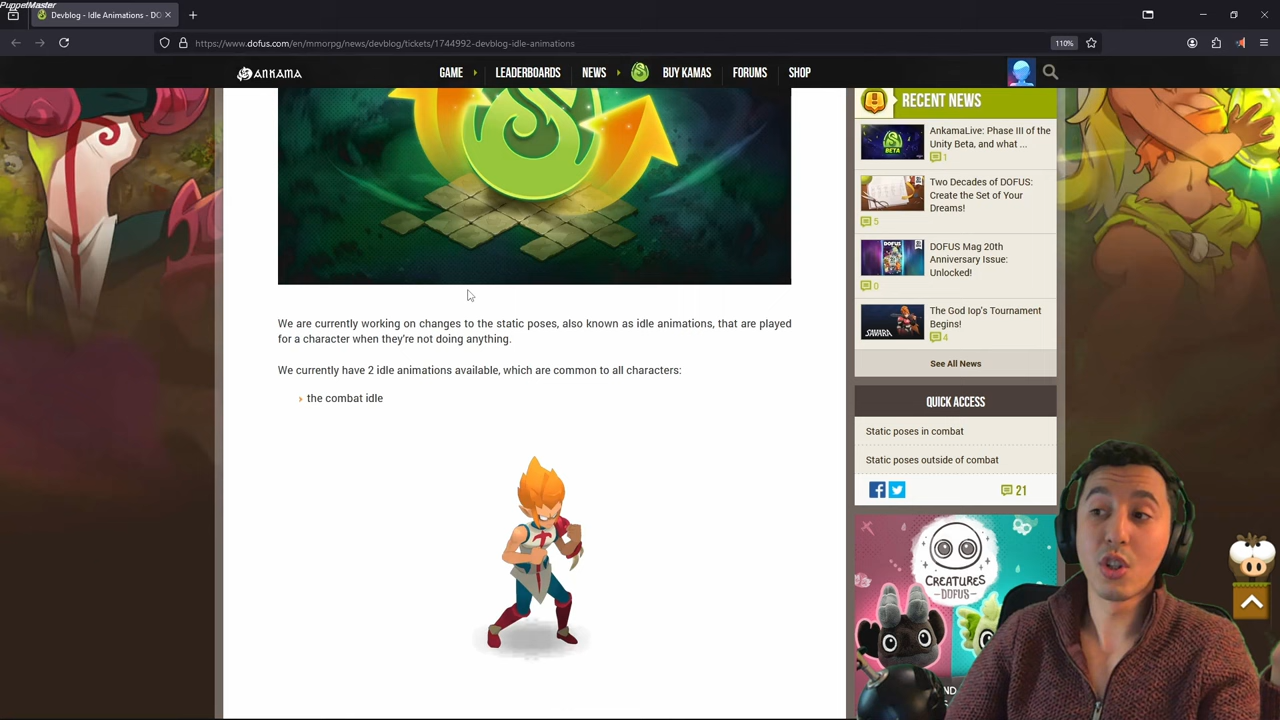 PuppetMaster
Devblog - Idle Animations - DO
https://www.dofus.com/en/mmorpg/news/devblog/tickets/1744992-devblog-idle-animations
110%
ANKAMA
GAME
LEADERBOARDS
NEWS
BUY KAMAS
FORUMS
SHOP
We are currently working on changes to the static poses, also known as idle animations, that are played
for a character when they're not doing anything.
We currently have 2 idle animations available, which are common to all characters:
the combat idle
RECENT NEWS
AnkamaLive: Phase III of the
Unity Beta, and what ...
1
BETA
Two Decades of DOFUS:
Create the Set of Your
Dreams!
5
DOFUS Mag 20th
Anniversary Issue:
Unlocked!
0
DOFUS
The God Iop's Tournament
Begins!
4
See All News
QUICK ACCESS
Static poses in combat
Static poses outside of combat
21
CREATURES
-DOFUS-